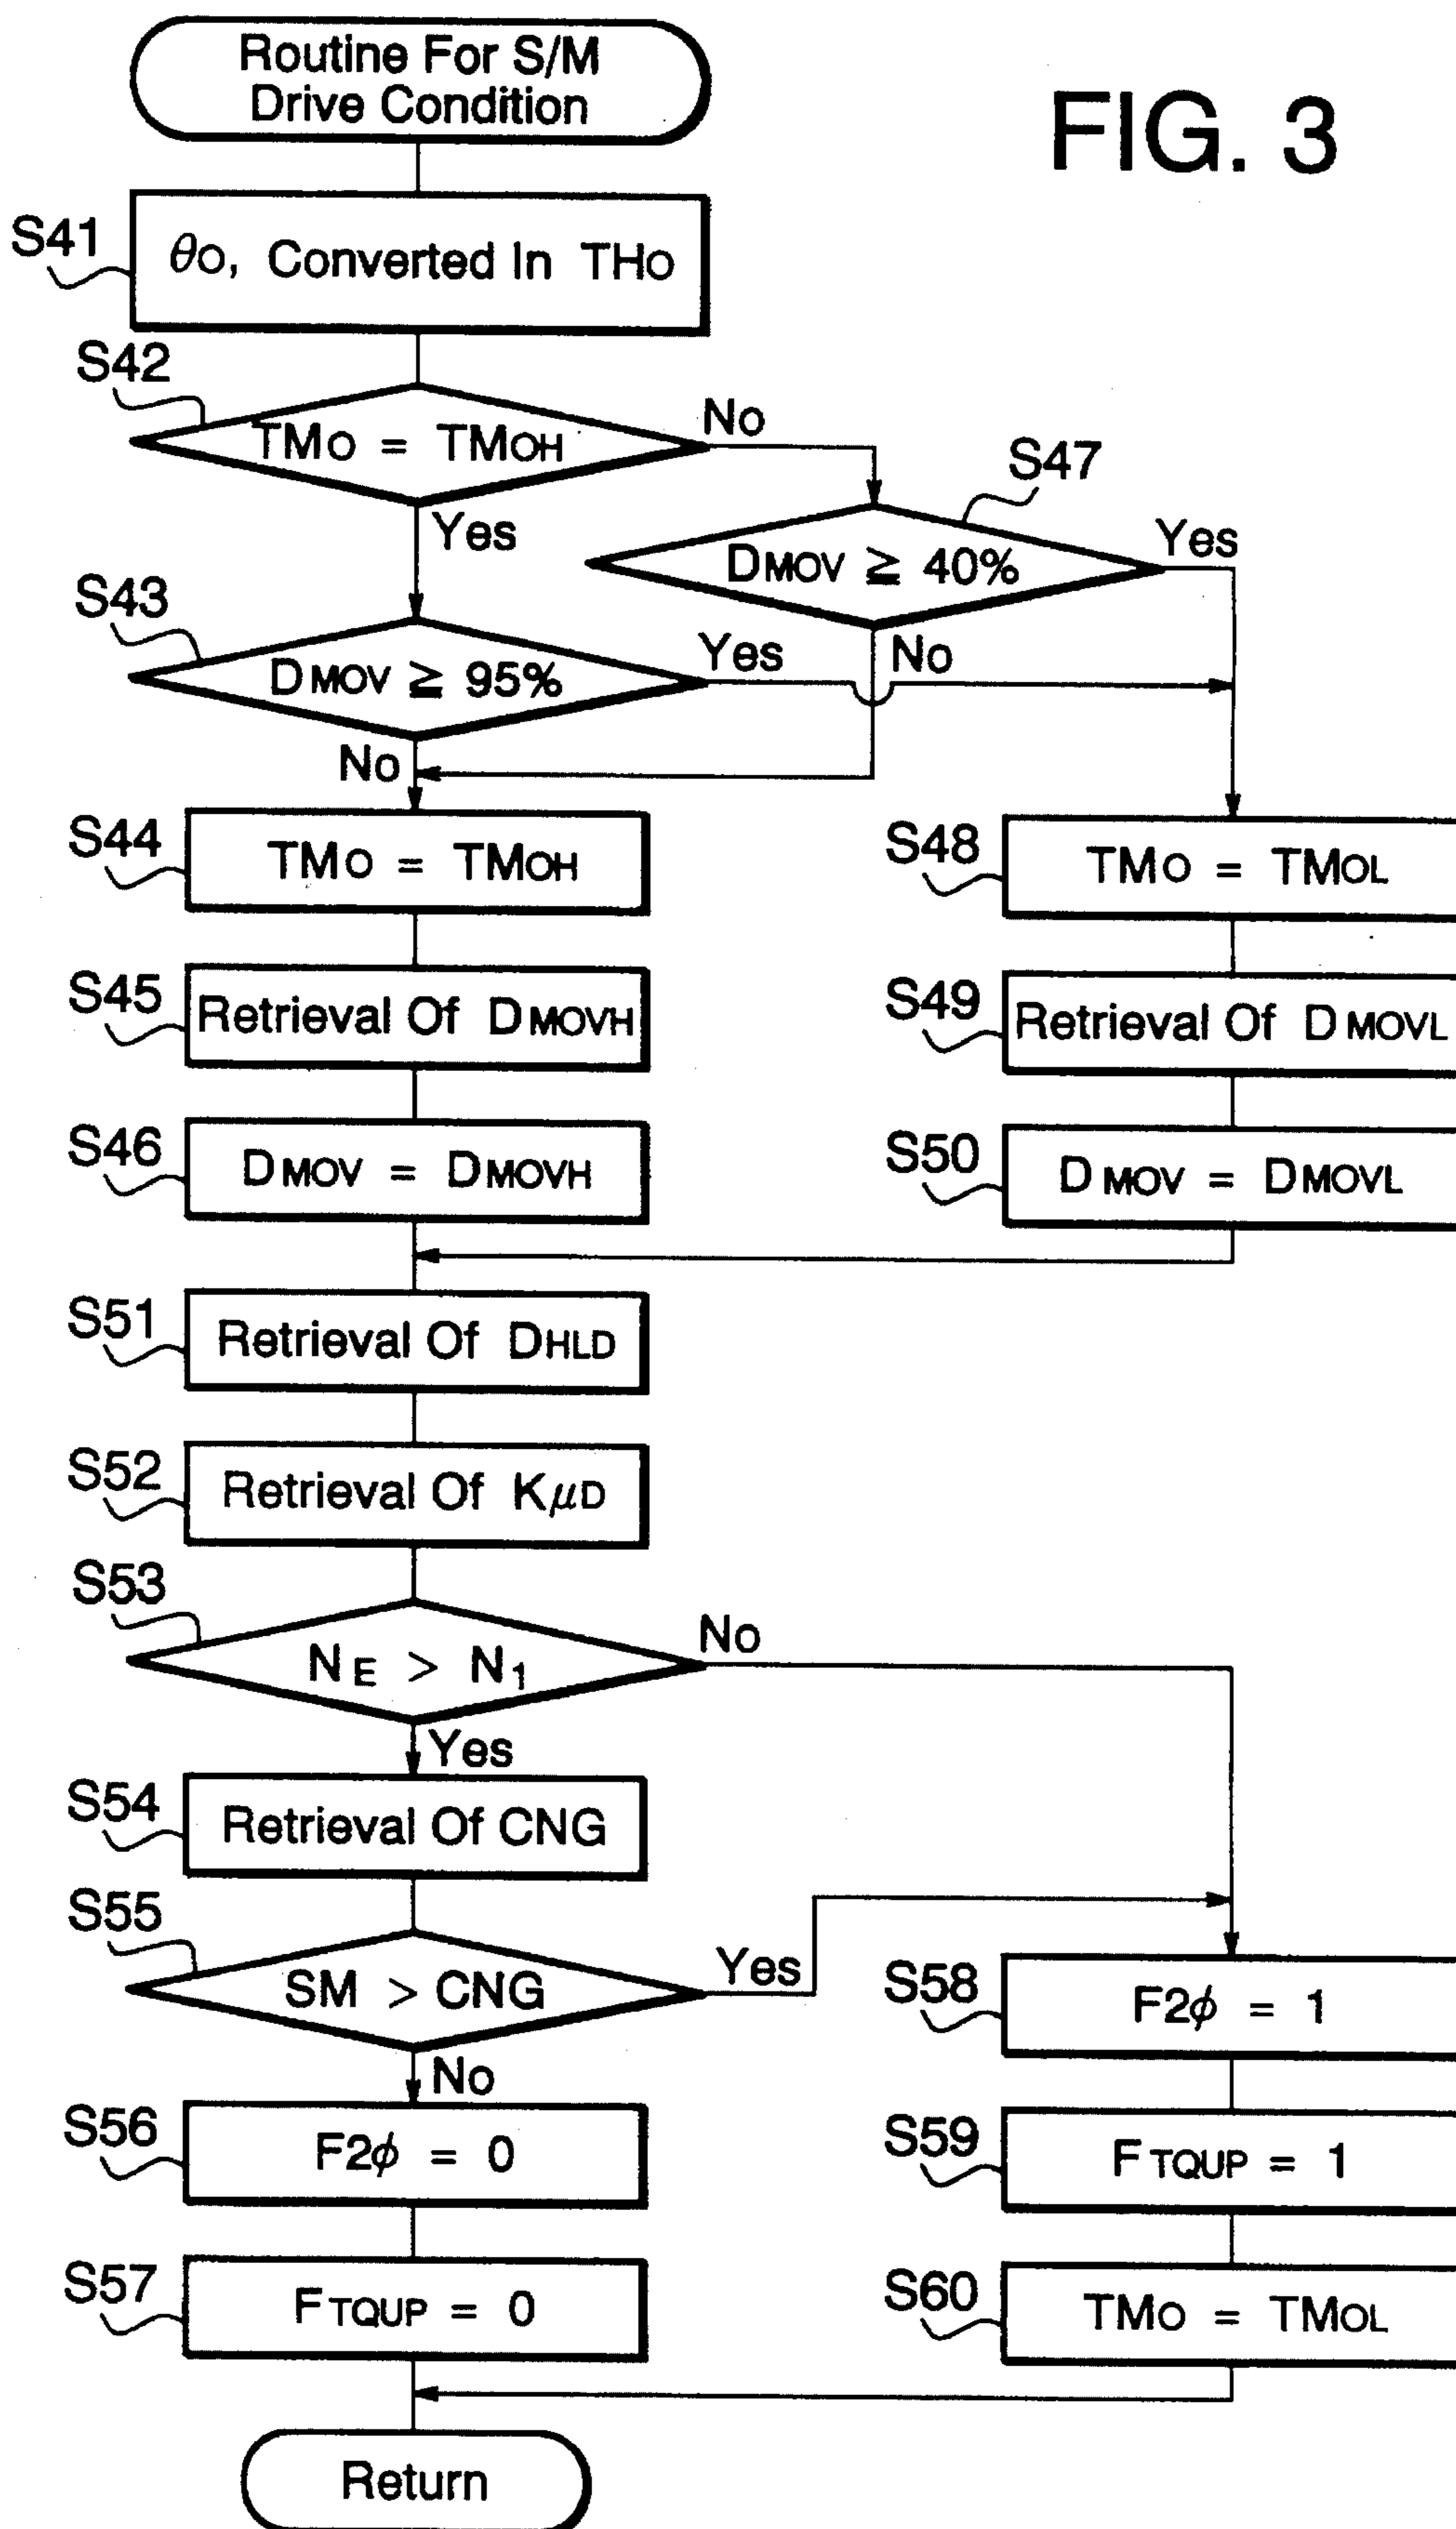 Routine For S/M
Drive Condition
FIG. 3
S41
θO, Converted In THO
S42
TMO = TMOH
No
Yes
S47
DMOV ≧ 40%
Yes
No
S43
DMOV ≧ 95%
Yes
No
S44
TMO = TMOH
S48
TMO = TMOL
S45
Retrieval Of DMOVH
S49
Retrieval Of DMOVL
S46
DMOV = DMOVH
S50
DMOV = DMOVL
S51
Retrieval Of DHLD
S52
Retrieval Of KμD
S53
NE > N1
No
Yes
S54
Retrieval Of CNG
S55
SM > CNG
Yes
No
S58
F2ϕ = 1
S56
F2ϕ = 0
S59
FTQUP = 1
S57
FTQUP = 0
S60
TMO = TMOL
Return